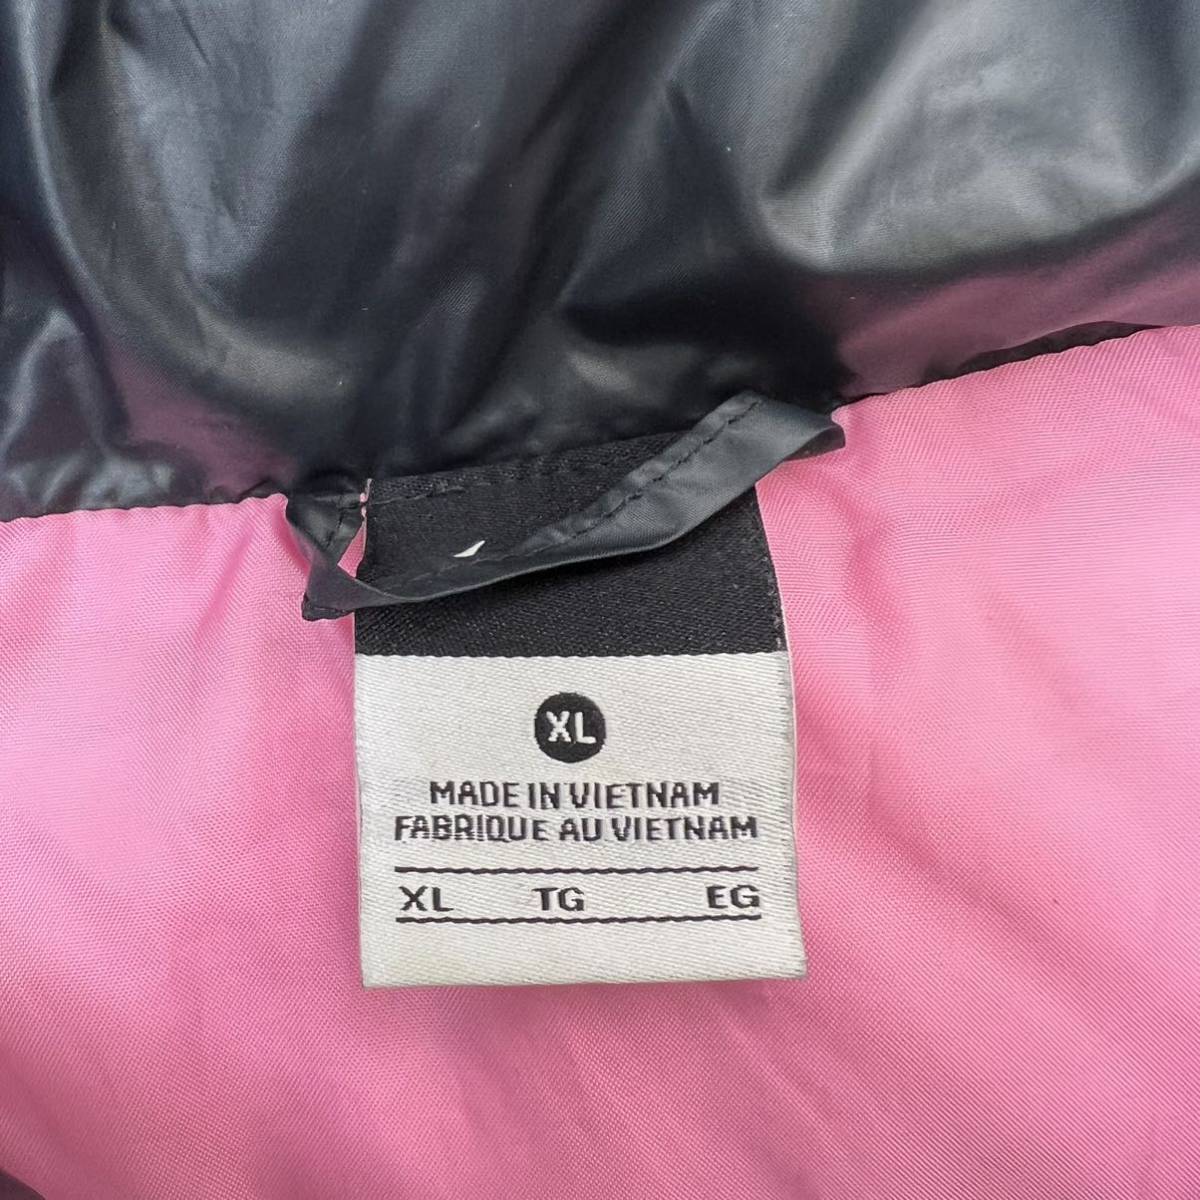 XL
MADE IN VIETNAM
FABRIQUE AU VIETNAM
XL TG EG